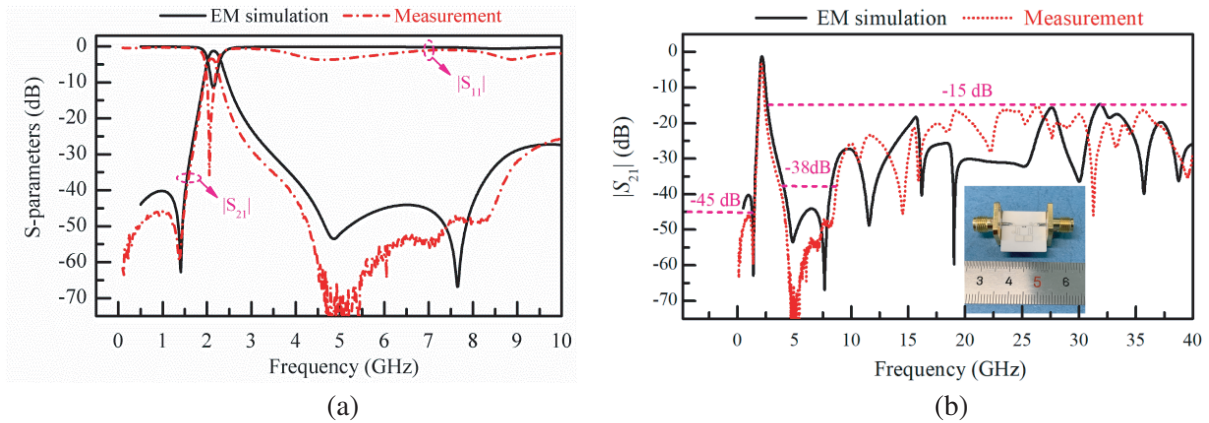 EM simulation Measurement
S-parameters (dB)
0
-10
-20
-30
-40
-50
-60
-70
|S11|
|S21|
0 1 2 3 4 5 6 7 8 9 10
Frequency (GHz)
(a)
EM simulation Measurement
|S21| (dB)
0
-10
-20
-30
-40
-50
-60
-70
-15 dB
-38dB
-45 dB
3 4 5 6
0 5 10 15 20 25 30 35 40
Frequency (GHz)
(b)